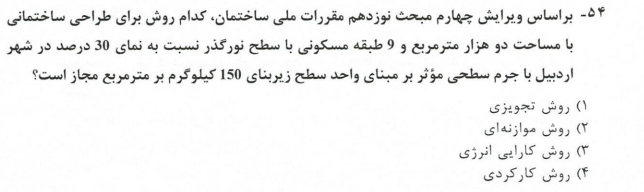 ۵۴- براساس ویرایش چهارم مبحث نوزدهم مقررات ملی ساختمان، کدام روش برای طراحی ساختمانی
با مساحت دو هزار مترمربع و 9 طبقه مسکونی با سطح نورگذر نسبت به نمای 30 درصد در شهر
اردبیل با جرم سطحی مؤثر بر مبنای واحد سطح زیربنای 150 کیلوگرم بر مترمربع مجاز است؟
۱) روش تجویزی
۲) روش موازنه‌ای
۳) روش کارایی انرژی
۴) روش کارکردی